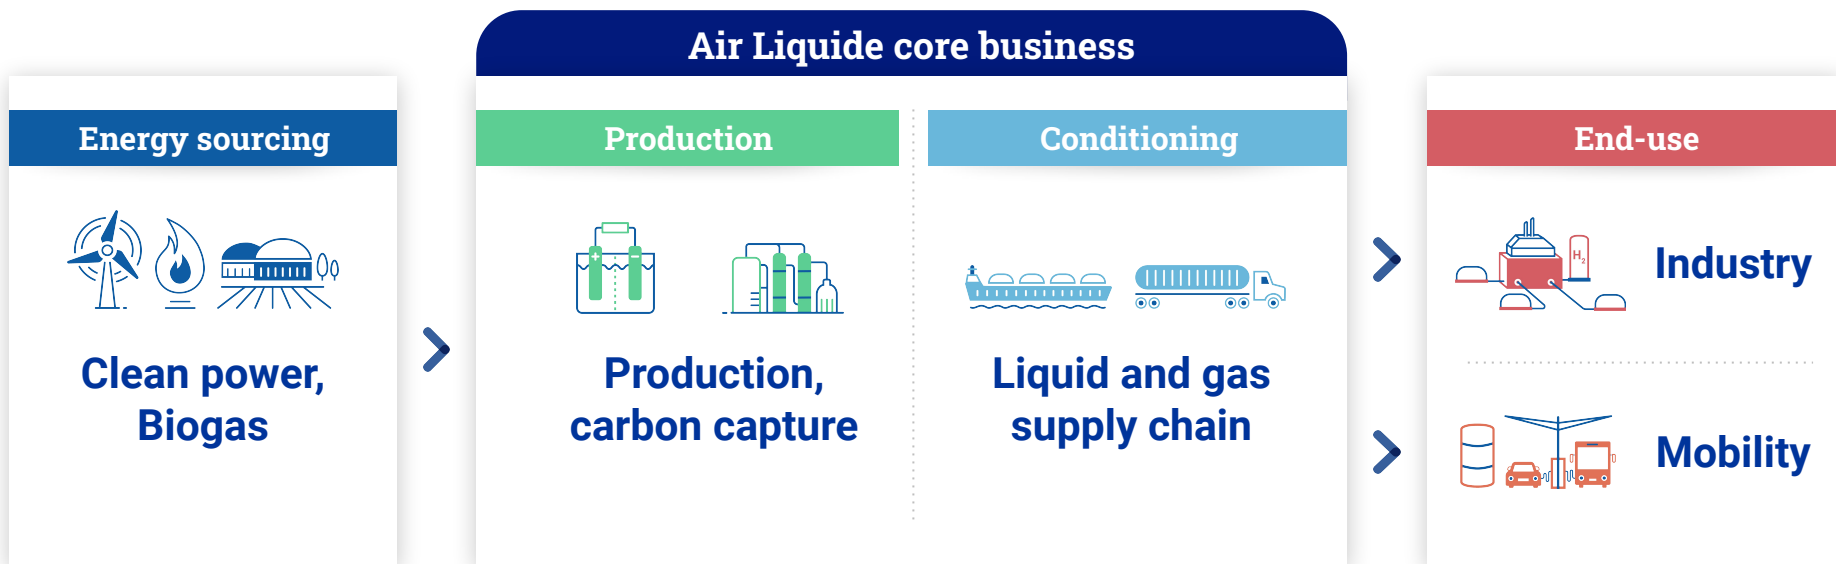 Air Liquide core business
Energy sourcing
Clean power,
Biogas
Production
+ -
Production,
carbon capture
Conditioning
Liquid and gas
supply chain
End-use
H₂
Industry
Mobility